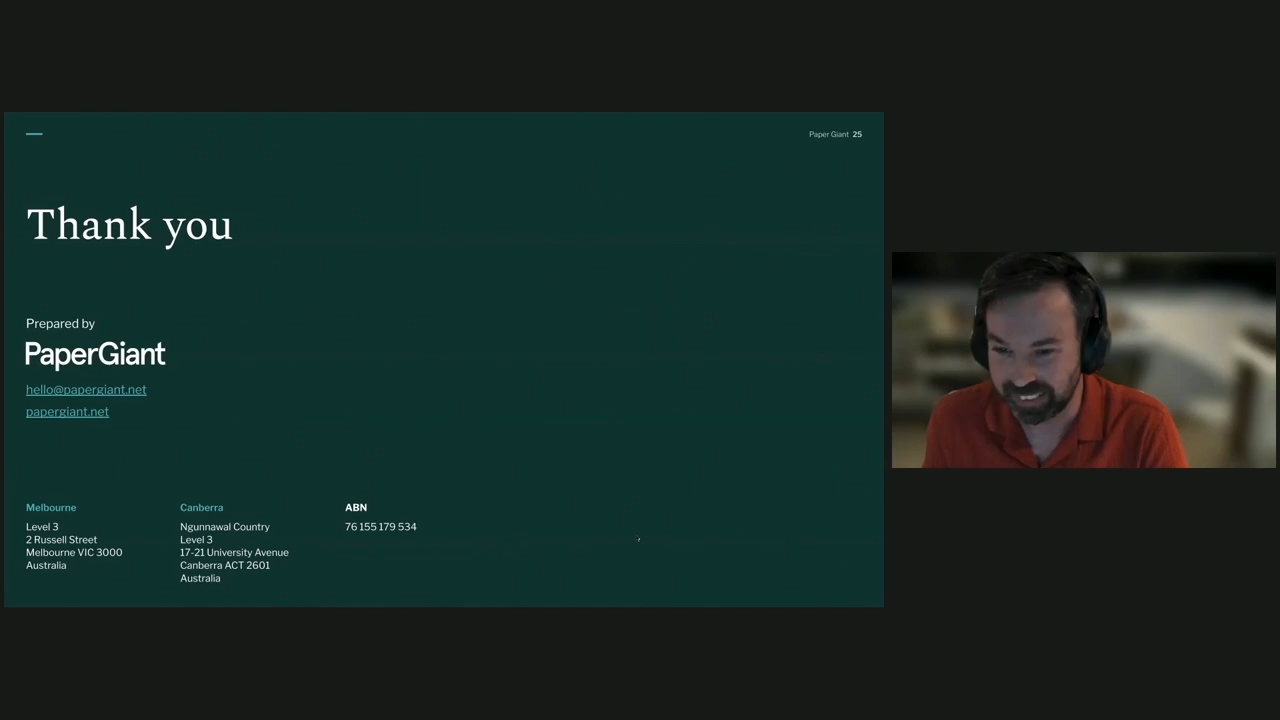 Paper Giant 25
Thank you
Prepared by
PaperGiant
hello@papergiant.net
papergiant.net
Melbourne
Level 3
2 Russell Street
Melbourne VIC 3000
Australia
Canberra
Ngunnawal Country
Level 3
17-21 University Avenue
Canberra ACT 2601
Australia
ABN
76 155 179 534